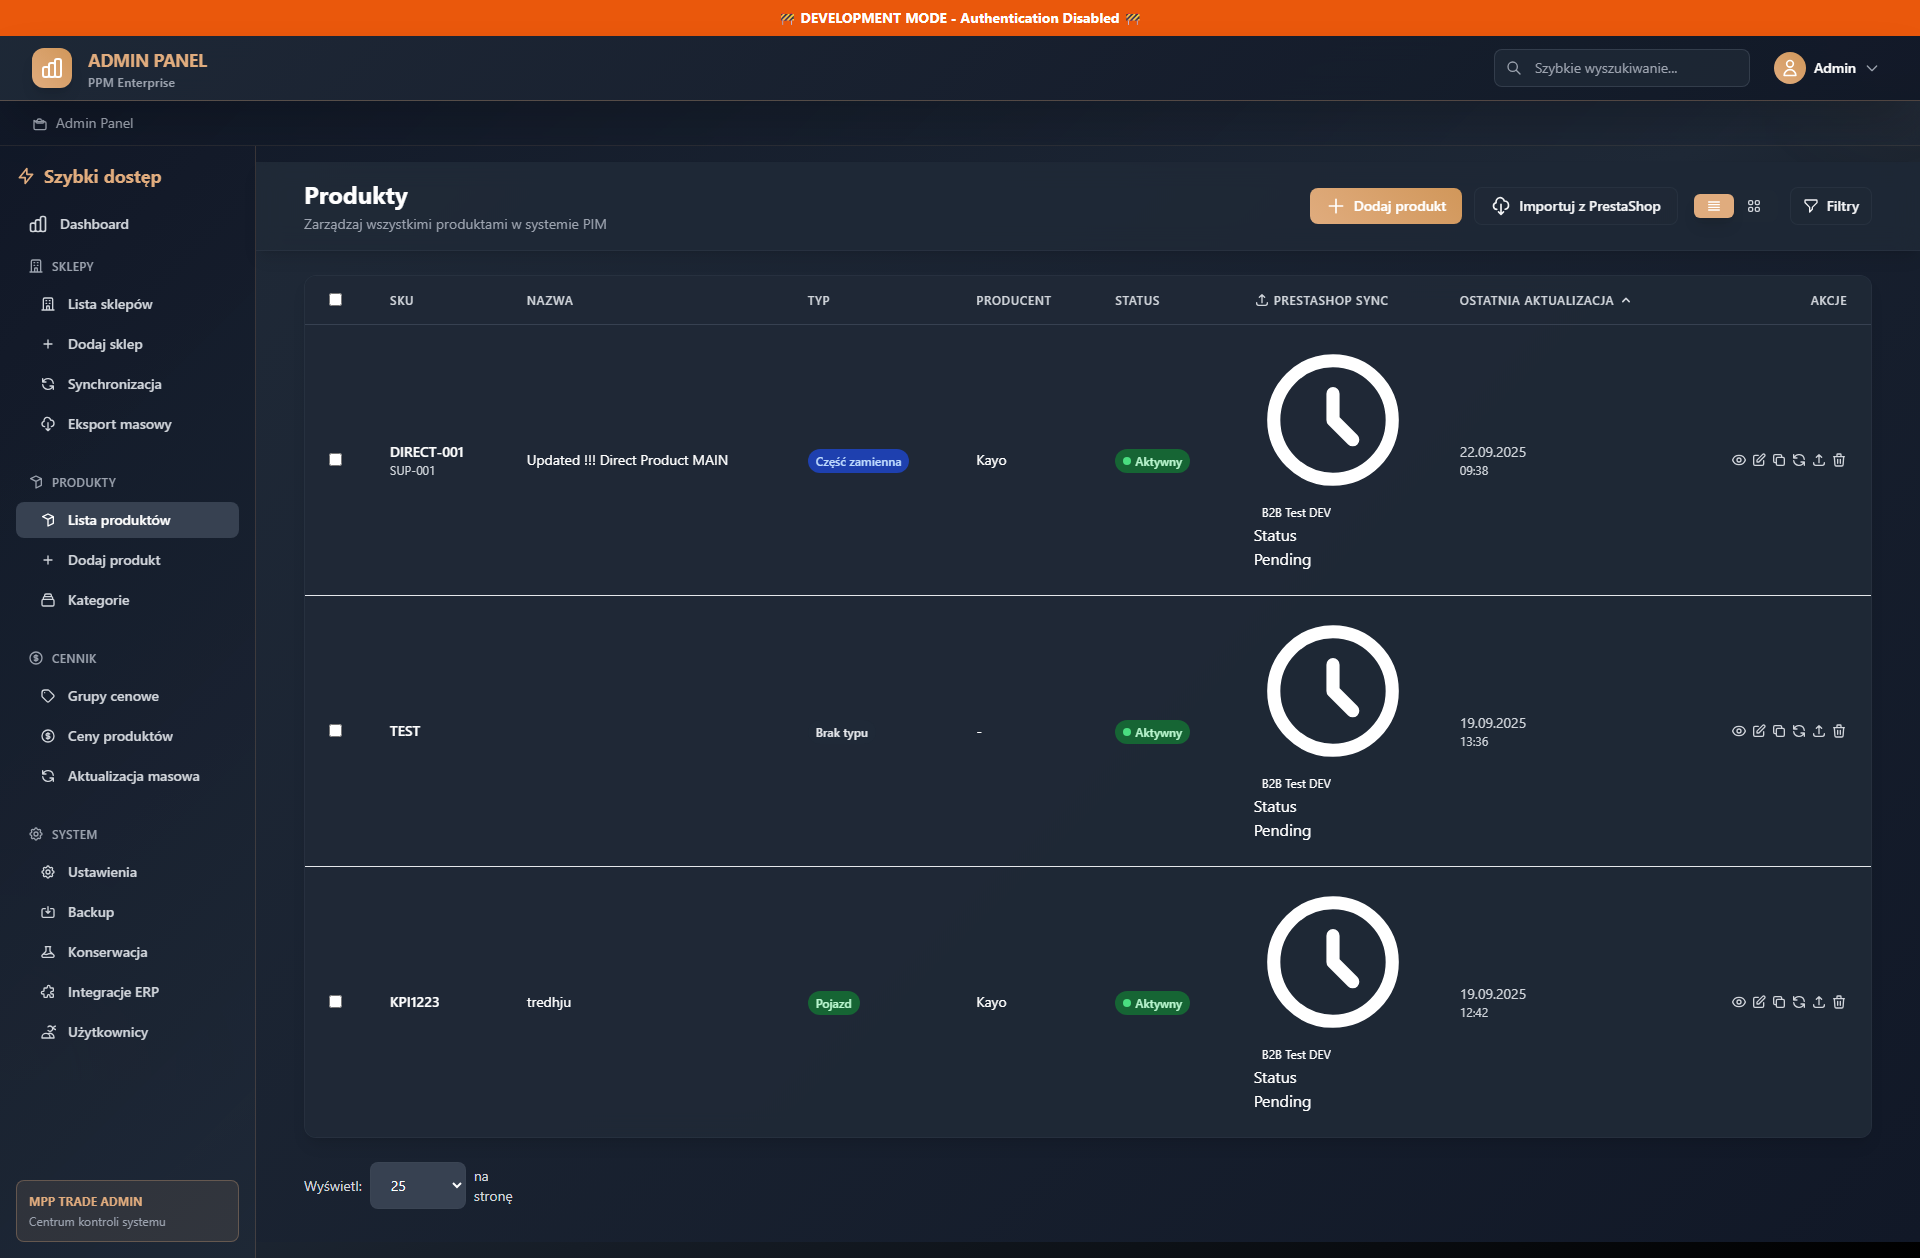 🚧 DEVELOPMENT MODE - Authentication Disabled 🚧
ADMIN PANEL
PPM Enterprise
Szybkie wyszukiwanie...
Admin
Admin Panel
Szybki dostęp
Dashboard
SKLEPY
Lista sklepów
Dodaj sklep
Synchronizacja
Eksport masowy
PRODUKTY
Lista produktów
Dodaj produkt
Kategorie
CENNIK
Grupy cenowe
Ceny produktów
Aktualizacja masowa
SYSTEM
Ustawienia
Backup
Konserwacja
Integracje ERP
Użytkownicy
MPP TRADE ADMIN
Centrum kontroli systemu
Produkty
Zarządzaj wszystkimi produktami w systemie PIM
Dodaj produkt
Importuj z PrestaShop
Filtry
SKU NAZWA TYP PRODUCENT STATUS PRESTASHOP SYNC OSTATNIA AKTUALIZACJA AKCJE
DIRECT-001
SUP-001
Updated !!! Direct Product MAIN
Część zamienna
Kayo
Aktywny
B2B Test DEV
Status
Pending
22.09.2025
09:38
TEST
Brak typu
-
Aktywny
B2B Test DEV
Status
Pending
19.09.2025
13:36
KPI1223
tredhju
Pojazd
Kayo
Aktywny
B2B Test DEV
Status
Pending
19.09.2025
12:42
Wyświetl:
25
na
stronę